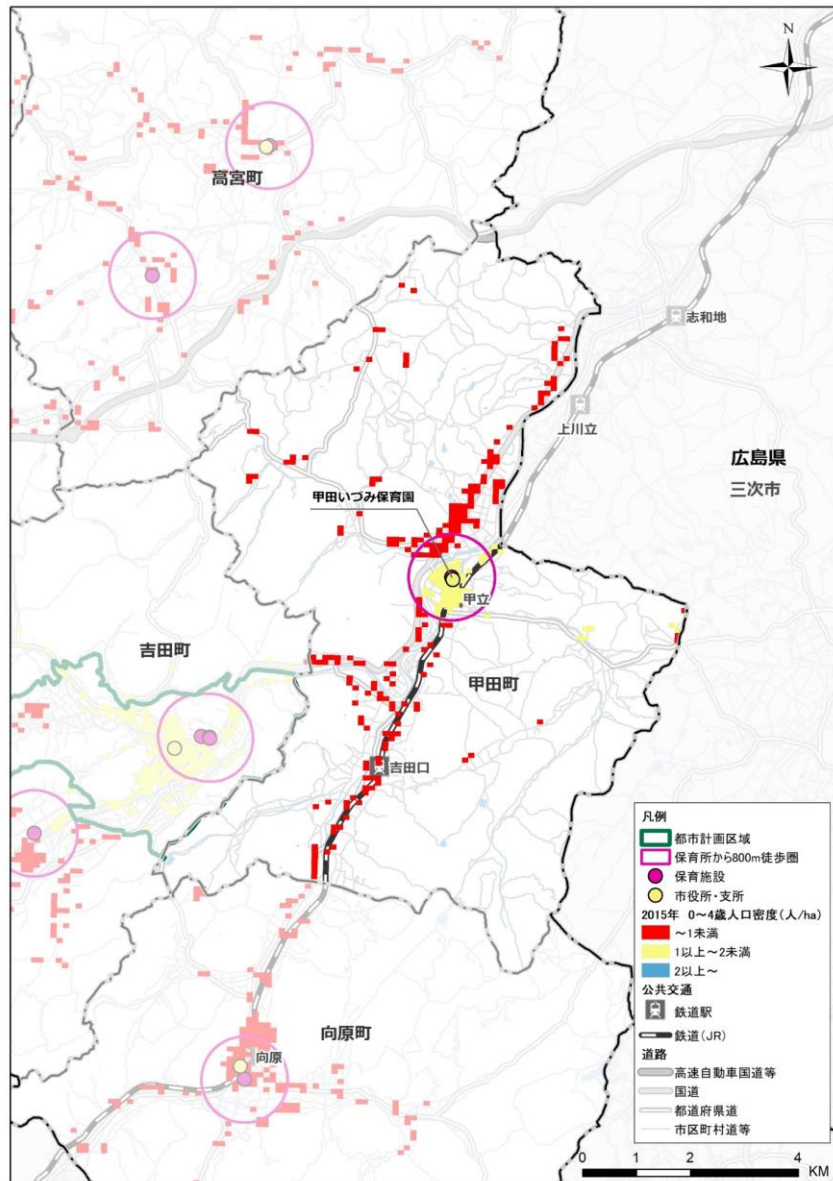 N
高宮町
志和地
上川立
広島県
三次市
甲田いづみ保育園
甲立
吉田町
甲田町
吉田口
向原町
向原
凡例
都市計画区域
保育所から800m徒歩圏
保育施設
市役所・支所
2015年 0~4歳人口密度(人/ha)
~1未満
1以上~2未満
2以上~
公共交通
鉄道駅
鉄道(JR)
道路
高速自動車国道等
国道
都道府県道
市区町村道等
0 1 2 4
KM